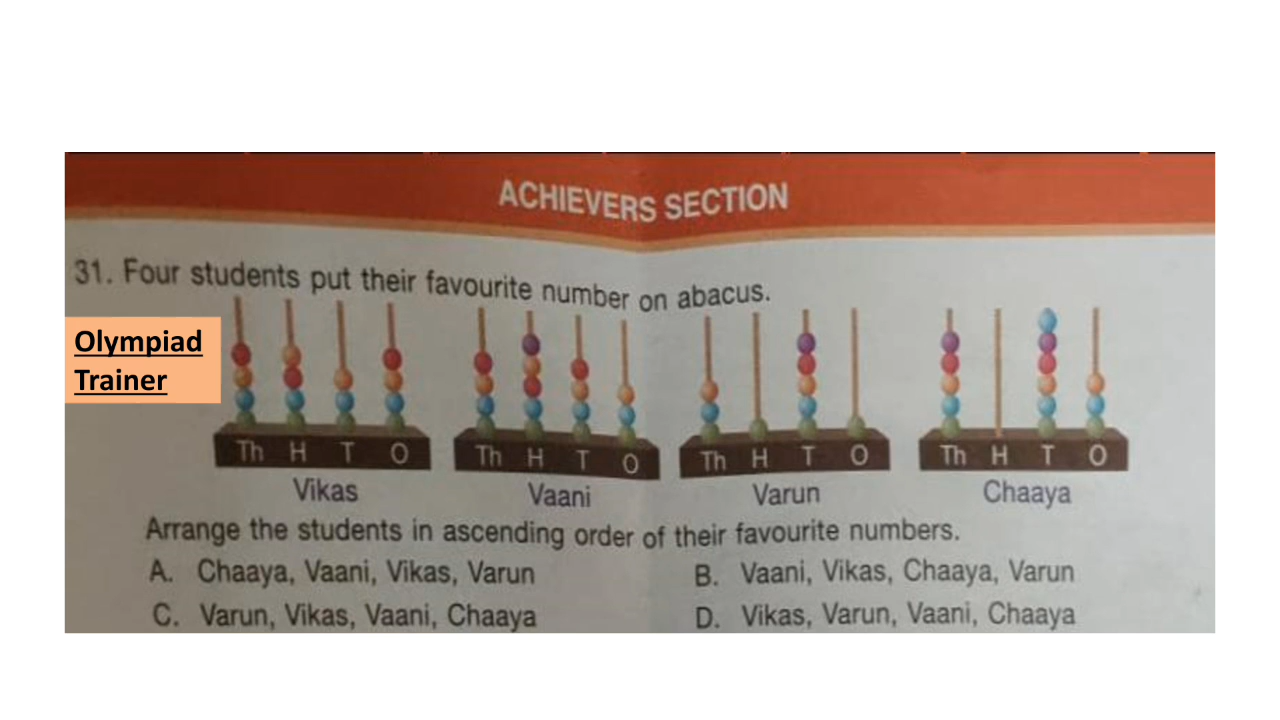 ACHIEVERS SECTION
31. Four students put their favourite number on abacus.
Olympiad
Trainer
Th H T O
Th H T O
Th H T O
Th H T O
Vikas
Vaani
Varun
Chaaya
Arrange the students in ascending order of their favourite numbers.
A. Chaaya, Vaani, Vikas, Varun
B. Vaani, Vikas, Chaaya, Varun
C. Varun, Vikas, Vaani, Chaaya
D. Vikas, Varun, Vaani, Chaaya